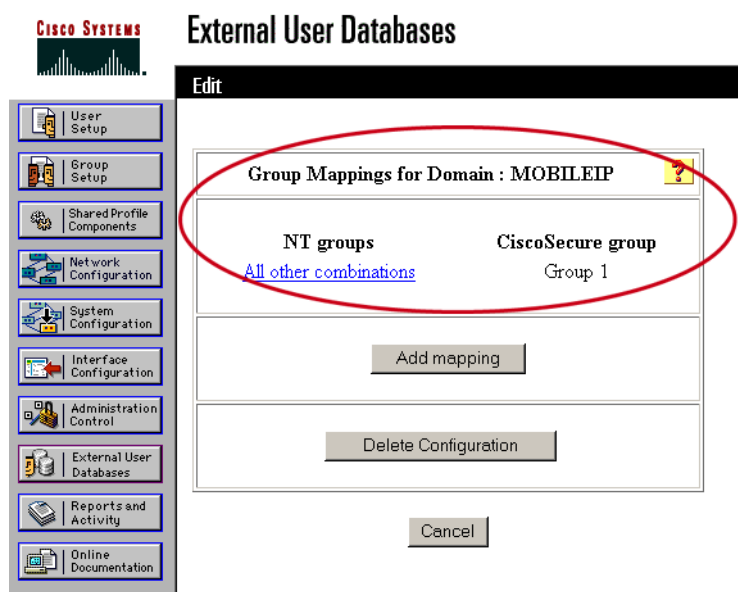 CISCO SYSTEMS
External User Databases
Edit
User
Setup
Group
Setup
Shared Profile
Components
Network
Configuration
System
Configuration
Interface
Configuration
Administration
Control
External User
Databases
Reports and
Activity
Online
Documentation
Group Mappings for Domain : MOBILEIP
?
NT groups CiscoSecure group
All other combinations Group 1
Add mapping
Delete Configuration
Cancel